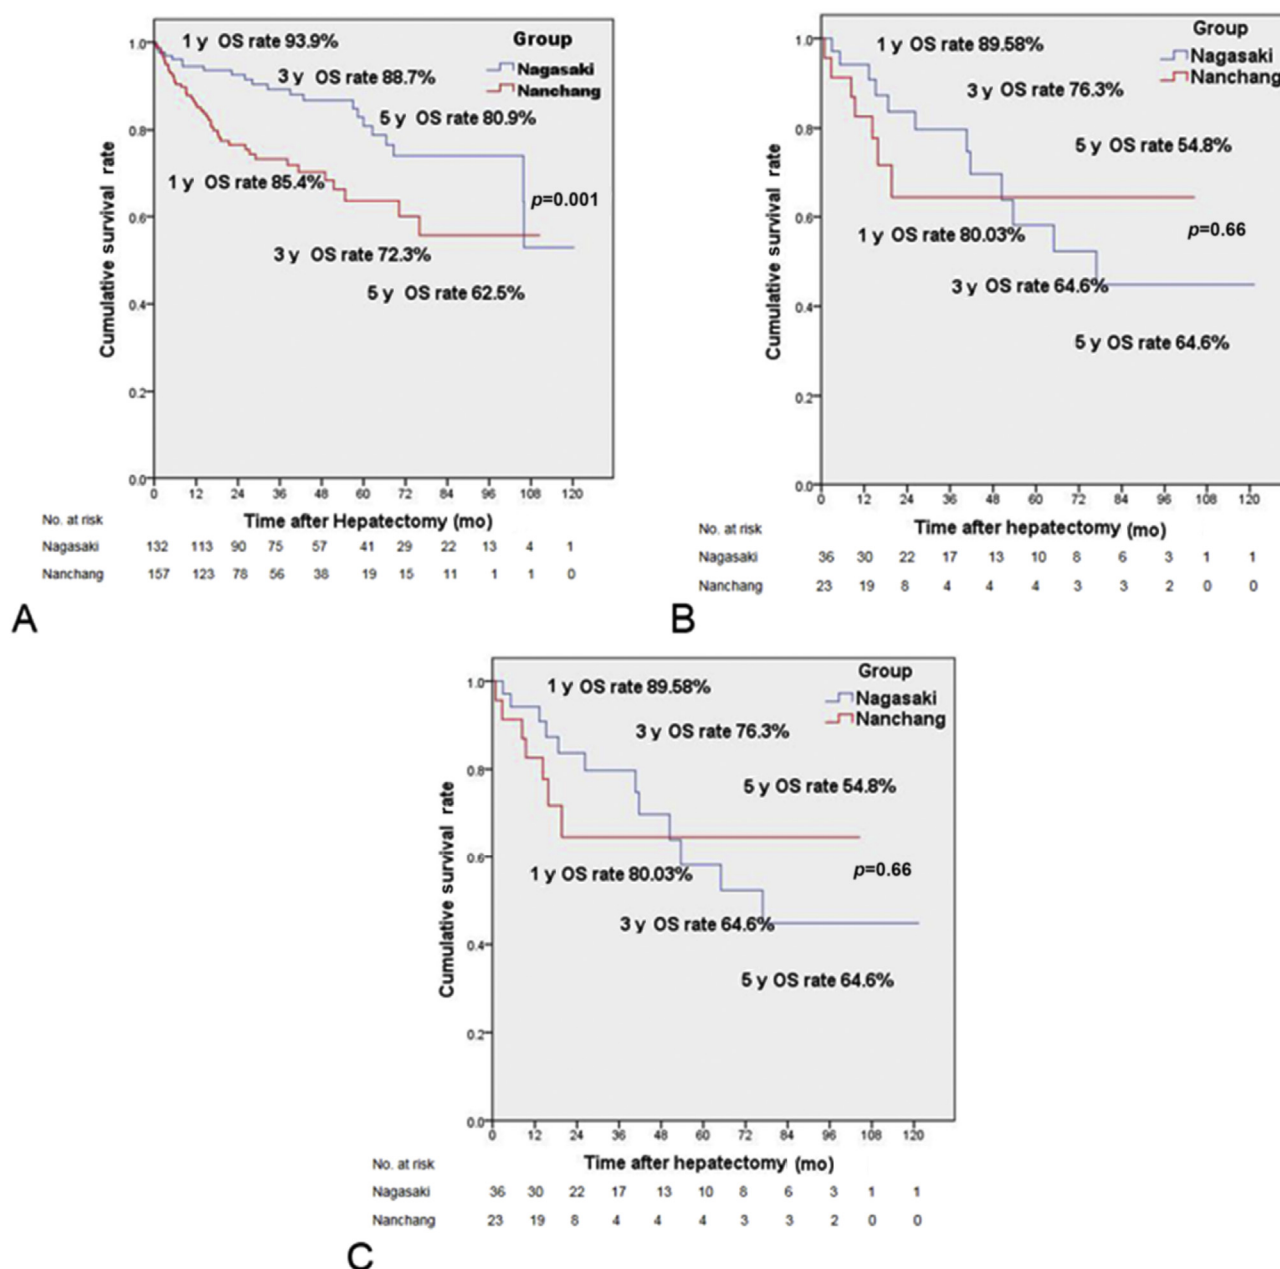 Group
1 y OS rate 93.9%
Nagasaki
3 y OS rate 88.7%
Nanchang
5 y OS rate 80.9%
1 y OS rate 85.4%
p=0.001
3 y OS rate 72.3%
5 y OS rate 62.5%
Cumulative survival rate
1.0
0.8
0.6
0.4
0.2
0.0
0 12 24 36 48 60 72 84 96 108 120
No. at risk
Time after Hepatectomy (mo)
Nagasaki 132 113 90 75 57 41 29 22 13 4 1
Nanchang 157 123 78 56 38 19 15 11 1 1 0
A
Group
1 y OS rate 89.58%
Nagasaki
Nanchang
3 y OS rate 76.3%
5 y OS rate 54.8%
1 y OS rate 80.03%
p=0.66
3 y OS rate 64.6%
5 y OS rate 64.6%
Cumulative survival rate
1.0
0.8
0.6
0.4
0.2
0.0
0 12 24 36 48 60 72 84 96 108 120
No. at risk
Time after hepatectomy (mo)
Nagasaki 36 30 22 17 13 10 8 6 3 1 1
Nanchang 23 19 8 4 4 4 3 3 2 0 0
B
Group
1 y OS rate 89.58%
Nagasaki
Nanchang
3 y OS rate 76.3%
5 y OS rate 54.8%
1 y OS rate 80.03%
p=0.66
3 y OS rate 64.6%
5 y OS rate 64.6%
Cumulative survival rate
1.0
0.8
0.6
0.4
0.2
0.0
0 12 24 36 48 60 72 84 96 108 120
No. at risk
Time after hepatectomy (mo)
Nagasaki 36 30 22 17 13 10 8 6 3 1 1
Nanchang 23 19 8 4 4 4 3 3 2 0 0
C